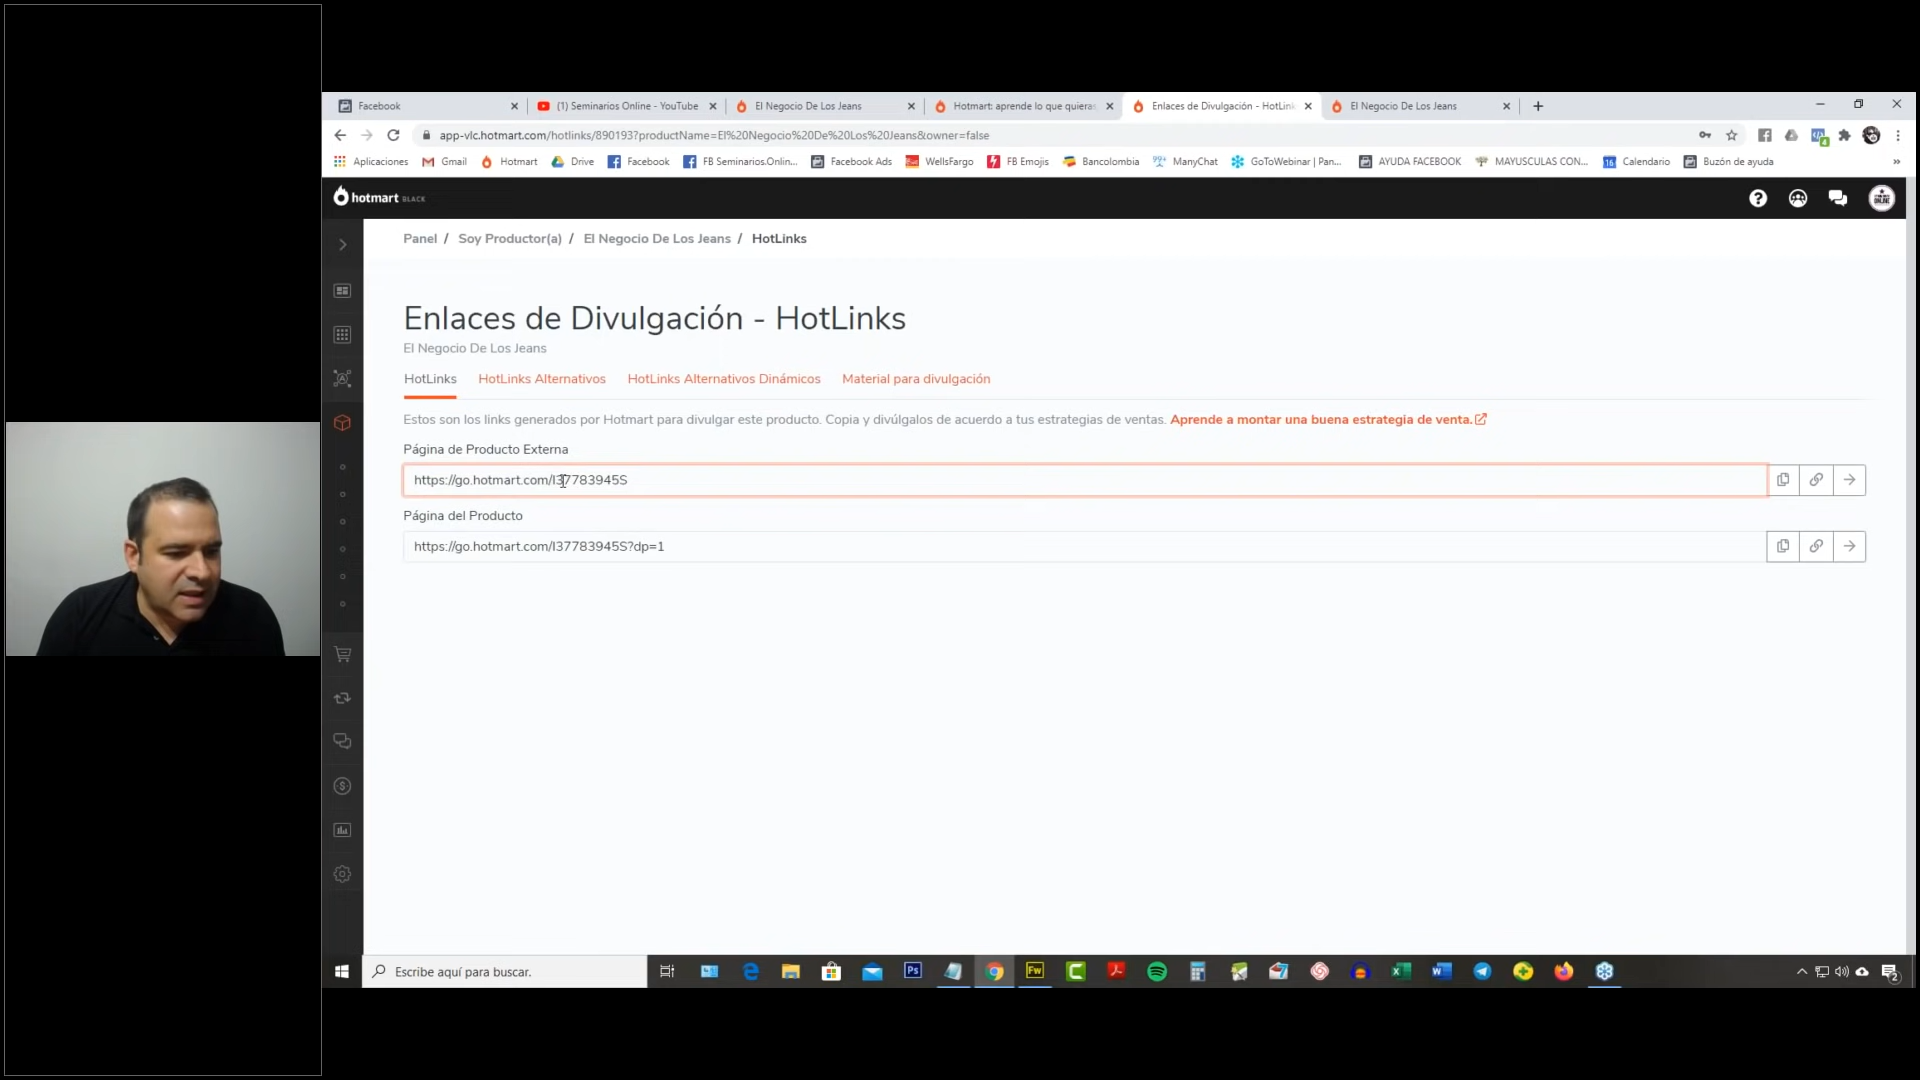 Facebook
(1) Seminarios Online - YouTube
El Negocio De Los Jeans
Hotmart: aprende lo que quieras
Enlaces de Divulgación - HotLink
El Negocio De Los Jeans
app-vlc.hotmart.com/hotlinks/890193?productName=El%20Negocio%20De%20Los%20Jeans&owner=false
Aplicaciones
Gmail
Hotmart
Drive
Facebook
FB Seminarios.Onlin...
Facebook Ads
WellsFargo
FB Emojis
Bancolombia
ManyChat
GoToWebinar | Pan...
AYUDA FACEBOOK
MAYUSCULAS CON...
Calendario
Buzón de ayuda
»
hotmart BLACK
Panel / Soy Productor(a) / El Negocio De Los Jeans / HotLinks
Enlaces de Divulgación - HotLinks
El Negocio De Los Jeans
HotLinks
HotLinks Alternativos
HotLinks Alternativos Dinámicos
Material para divulgación
Estos son los links generados por Hotmart para divulgar este producto. Copia y divúlgalos de acuerdo a tus estrategias de ventas. Aprende a montar una buena estrategia de venta.
Página de Producto Externa
https://go.hotmart.com/I37783945S
Página del Producto
https://go.hotmart.com/I37783945S?dp=1
Escribe aquí para buscar.
Ps
Fw
2